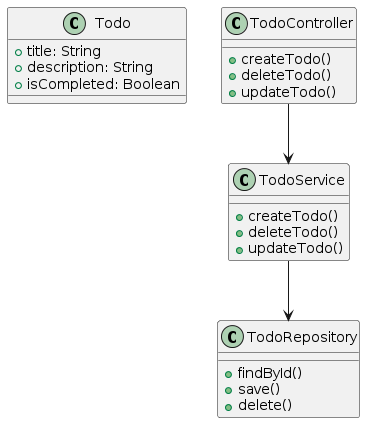 C Todo
title: String
description: String
isCompleted: Boolean
C TodoController
createTodo()
deleteTodo()
updateTodo()
C TodoService
createTodo()
deleteTodo()
updateTodo()
C TodoRepository
findById()
save()
delete()